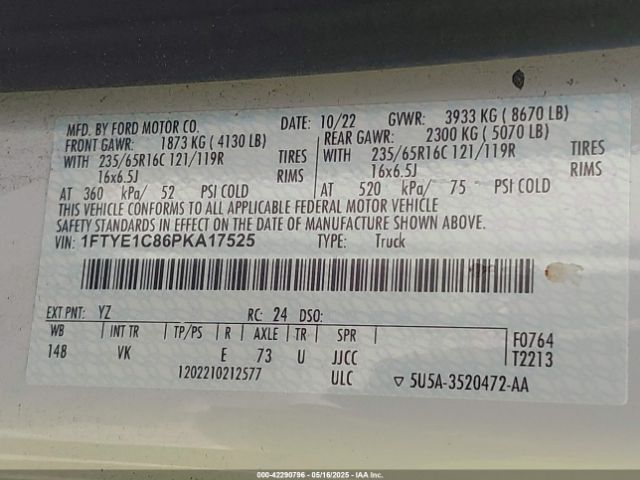 MFD. BY FORD MOTOR CO. DATE: 10/22 GVWR: 3933 KG ( 8670 LB)
FRONT GAWR: 1873 KG ( 4130 LB) REAR GAWR: 2300 KG ( 5070 LB)
WITH 235/65R16C 121/119R TIRES WITH 235/65R16C 121/119R TIRES
16x6.5J RIMS 16x6.5J RIMS
AT 360 kPa/ 52 PSI COLD AT 520 kPa/ 75 PSI COLD
THIS VEHICLE CONFORMS TO ALL APPLICABLE FEDERAL MOTOR VEHICLE
SAFETY STANDARDS IN EFFECT ON THE DATE OF MANUFACTURE SHOWN ABOVE.
VIN: 1FTYE1C86PKA17525 TYPE: Truck
EXT PNT: YZ RC: 24 DSO:
WB INT TR TP/PS R AXLE TR SPR F0764
148 VK E 73 U JJCC T2213
1202210212577 ULC ▽ 5U5A-3520472-AA
000-42290796 - 05/16/2025 - IAA Inc.